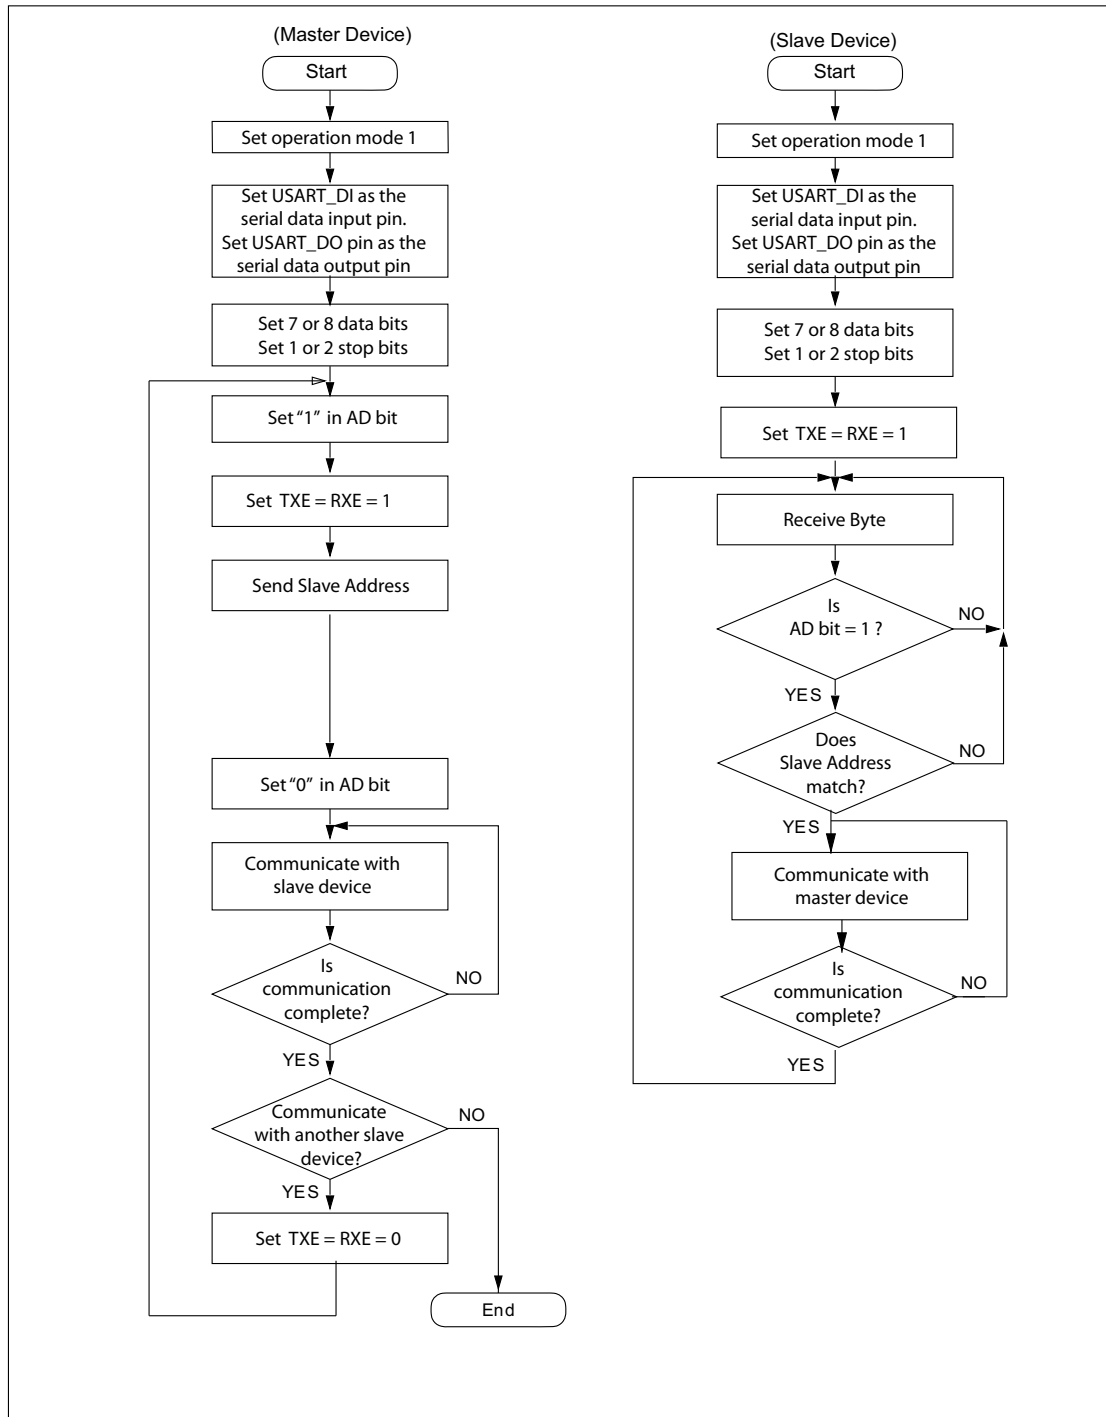 (Master Device)
Start
Set operation mode 1
Set USART_DI as the
serial data input pin.
Set USART_DO pin as the
serial data output pin
Set 7 or 8 data bits
Set 1 or 2 stop bits
Set “1” in AD bit
Set TXE = RXE = 1
Send Slave Address
Set “0” in AD bit
Communicate with
slave device
Is
communication
complete?
NO
YES
Communicate
with another slave
device?
NO
YES
Set TXE = RXE = 0
End
(Slave Device)
Start
Set operation mode 1
Set USART_DI as the
serial data input pin.
Set USART_DO pin as the
serial data output pin
Set 7 or 8 data bits
Set 1 or 2 stop bits
Set TXE = RXE = 1
Receive Byte
Is
AD bit = 1 ?
NO
YES
Does
Slave Address
match?
NO
YES
Communicate with
master device
Is
communication
complete?
NO
YES